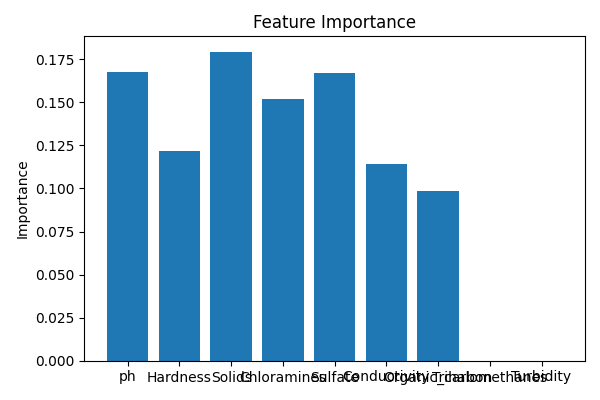 Feature Importance
Importance
0.175
0.150
0.125
0.100
0.075
0.050
0.025
0.000
ph Hardness Solids Chloramines Sulfate Conductivity Organic_carbon Trihalomethanes Turbidity